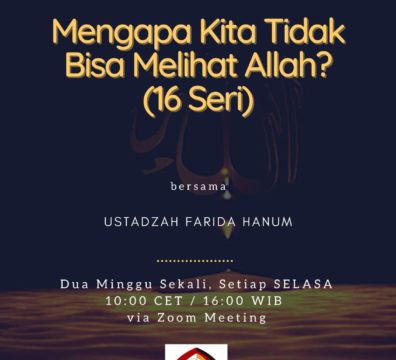 Mengapa Kita Tidak
Bisa Melihat Allah?
(16 Seri)
bersama
USTADZAH FARIDA HANUM
Dua Minggu Sekali, Setiap SELASA
10:00 CET / 16:00 WIB
via Zoom Meeting